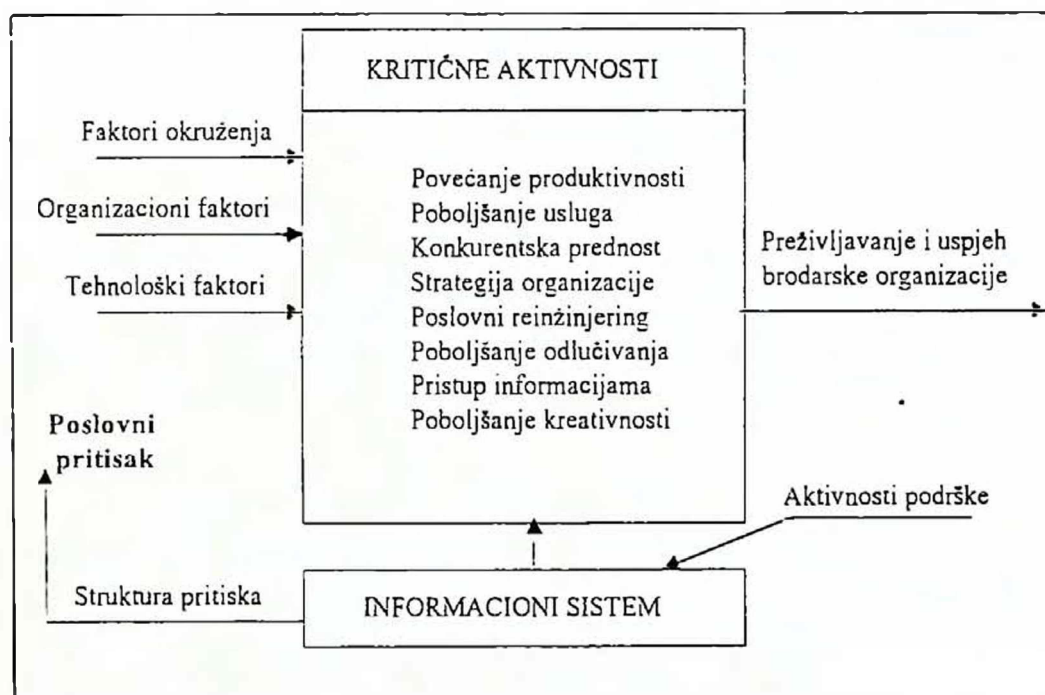 KRITIČNE AKTIVNOSTI
Faktori okruženja
Organizacioni faktori
Tehnološki faktori
Povećanje produktivnosti
Poboljšanje usluga
Konkurentska prednost
Strategija organizacije
Poslovni reinžinjering
Poboljšanje odlučivanja
Pristup informacijama
Poboljšanje kreativnosti
Preživljavanje i uspjeh
brodarske organizacije
Poslovni
pritisak
Aktivnosti podrške
Struktura pritiska
INFORMACIONI SISTEM